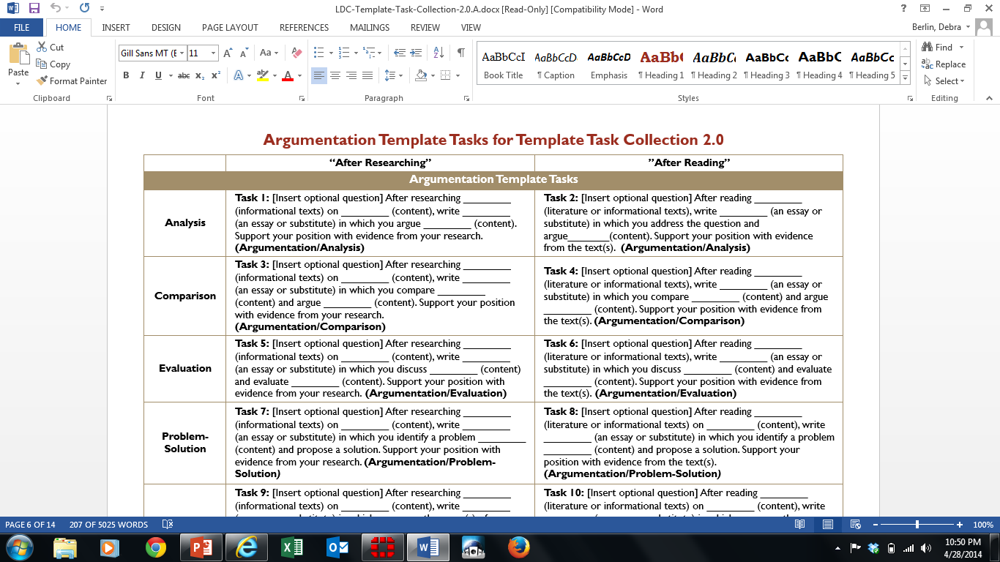 LDC-Template-Task-Collection-2.0.A.docx [Read-Only] [Compatibility Mode] - Word
FILE HOME INSERT DESIGN PAGE LAYOUT REFERENCES MAILINGS REVIEW VIEW Berlin, Debra
Paste
Cut
Copy
Format Painter
Clipboard
Gill Sans MT (E 11
Font
Paragraph
AaBbCcI AaBbCcD AaBbCcD AaBb( AaBbC( AaBbCc AaBbC AaBbCc
Book Title ¶ Caption Emphasis ¶ Heading 1 ¶ Heading 2 ¶ Heading 3 ¶ Heading 4 ¶ Heading 5
Styles
Find
Replace
Select
Editing
Argumentation Template Tasks for Template Task Collection 2.0
“After Researching” ”After Reading”
Argumentation Template Tasks
Analysis
Task 1: [Insert optional question] After researching _________
(informational texts) on _________ (content), write _________
(an essay or substitute) in which you argue _________ (content).
Support your position with evidence from your research.
(Argumentation/Analysis)
Task 2: [Insert optional question] After reading _________
(literature or informational texts), write _________ (an essay or
substitute) in which you address the question and
argue________(content). Support your position with evidence
from the text(s). (Argumentation/Analysis)
Comparison
Task 3: [Insert optional question] After researching _________
(informational texts) on _________ (content), write _________
(an essay or substitute) in which you compare _________
(content) and argue _________ (content). Support your position
with evidence from your research.
(Argumentation/Comparison)
Task 4: [Insert optional question] After reading _________
(literature or informational texts), write _________ (an essay or
substitute) in which you compare _________ (content) and argue
_________ (content). Support your position with evidence from
the text(s). (Argumentation/Comparison)
Evaluation
Task 5: [Insert optional question] After researching _________
(informational texts) on _________ (content), write _________
(an essay or substitute) in which you discuss _________ (content)
and evaluate _________ (content). Support your position with
evidence from your research. (Argumentation/Evaluation)
Task 6: [Insert optional question] After reading _________
(literature or informational texts), write _________ (an essay or
substitute) in which you discuss _________ (content) and evaluate
_________ (content). Support your position with evidence from
the text(s). (Argumentation/Evaluation)
Problem-
Solution
Task 7: [Insert optional question] After researching _________
(informational texts) on _________ (content), write _________
(an essay or substitute) in which you identify a problem _________
(content) and propose a solution. Support your position with
evidence from your research. (Argumentation/Problem-
Solution)
Task 8: [Insert optional question] After reading _________
(literature or informational texts) on _________ (content), write
_________ (an essay or substitute) in which you identify a problem
_________ (content) and propose a solution. Support your
position with evidence from the text(s).
(Argumentation/Problem-Solution)
Task 9: [Insert optional question] After researching _________
(informational texts) on _________ (content), write _________
Task 10: [Insert optional question] After reading _________
(literature or informational texts) on _________ (content), write
PAGE 6 OF 14 207 OF 5025 WORDS 100%
10:50 PM
4/28/2014